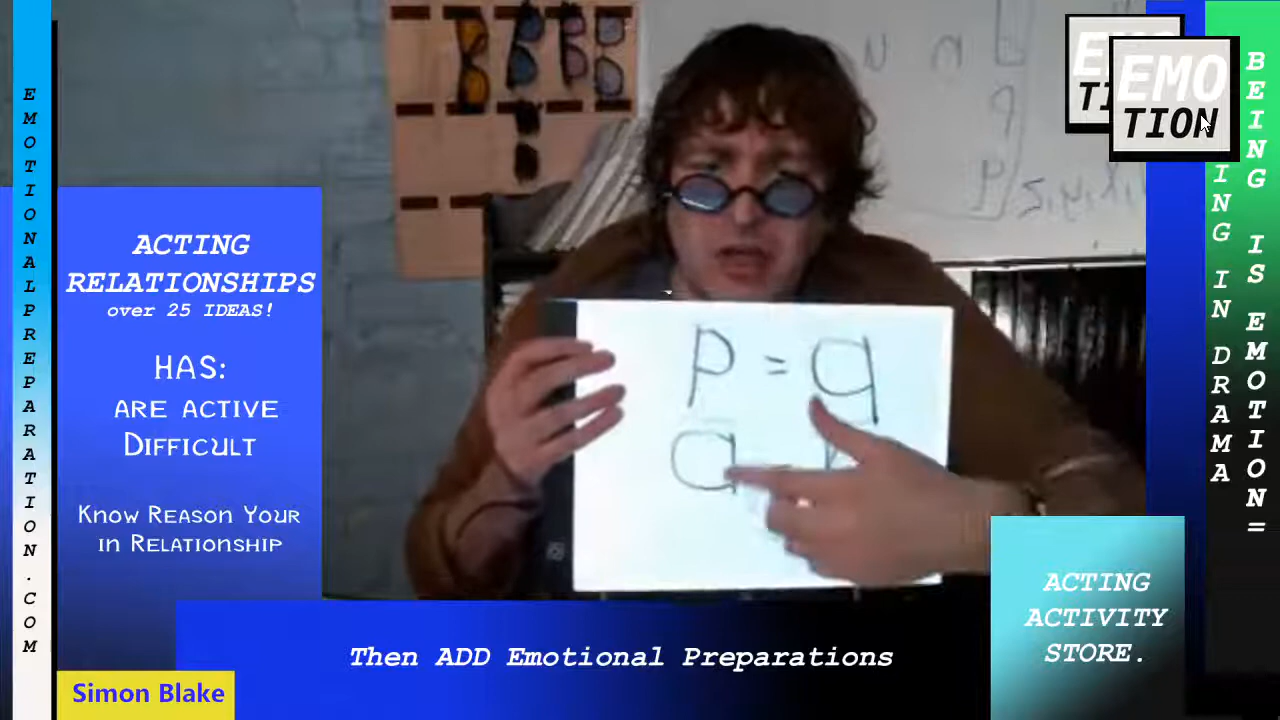 EMOTIONALPREPARATION.COM
ACTING
RELATIONSHIPS
over 25 IDEAS!
HAS:
ARE ACTIVE
DIFFICULT
KNOW REASON YOUR
IN RELATIONSHIP
p = q
a
EMO
TION
BEING IS EMOTION=
ING IN DRAMA
ACTING
ACTIVITY
STORE.
Then ADD Emotional Preparations
Simon Blake